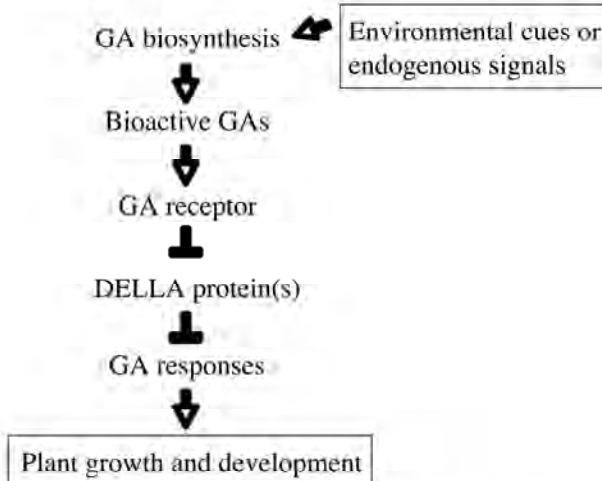 GA biosynthesis
Environmental cues or
endogenous signals
Bioactive GAs
GA receptor
DELLA protein(s)
GA responses
Plant growth and development